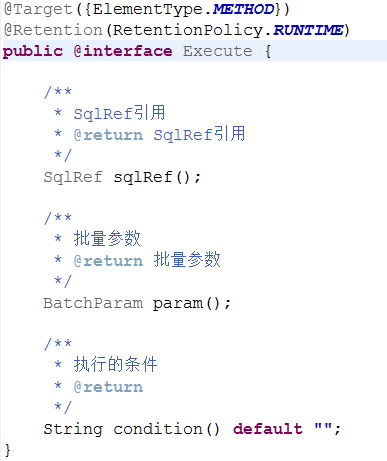 @Target({ElementType.METHOD})
@Retention(RetentionPolicy.RUNTIME)
public @interface Execute {
/**
* SqlRef引用
* @return SqlRef引用
*/
SqlRef sqlRef();
/**
* 批量参数
* @return 批量参数
*/
BatchParam param();
/**
* 执行的条件
* @return
*/
String condition() default "";
}